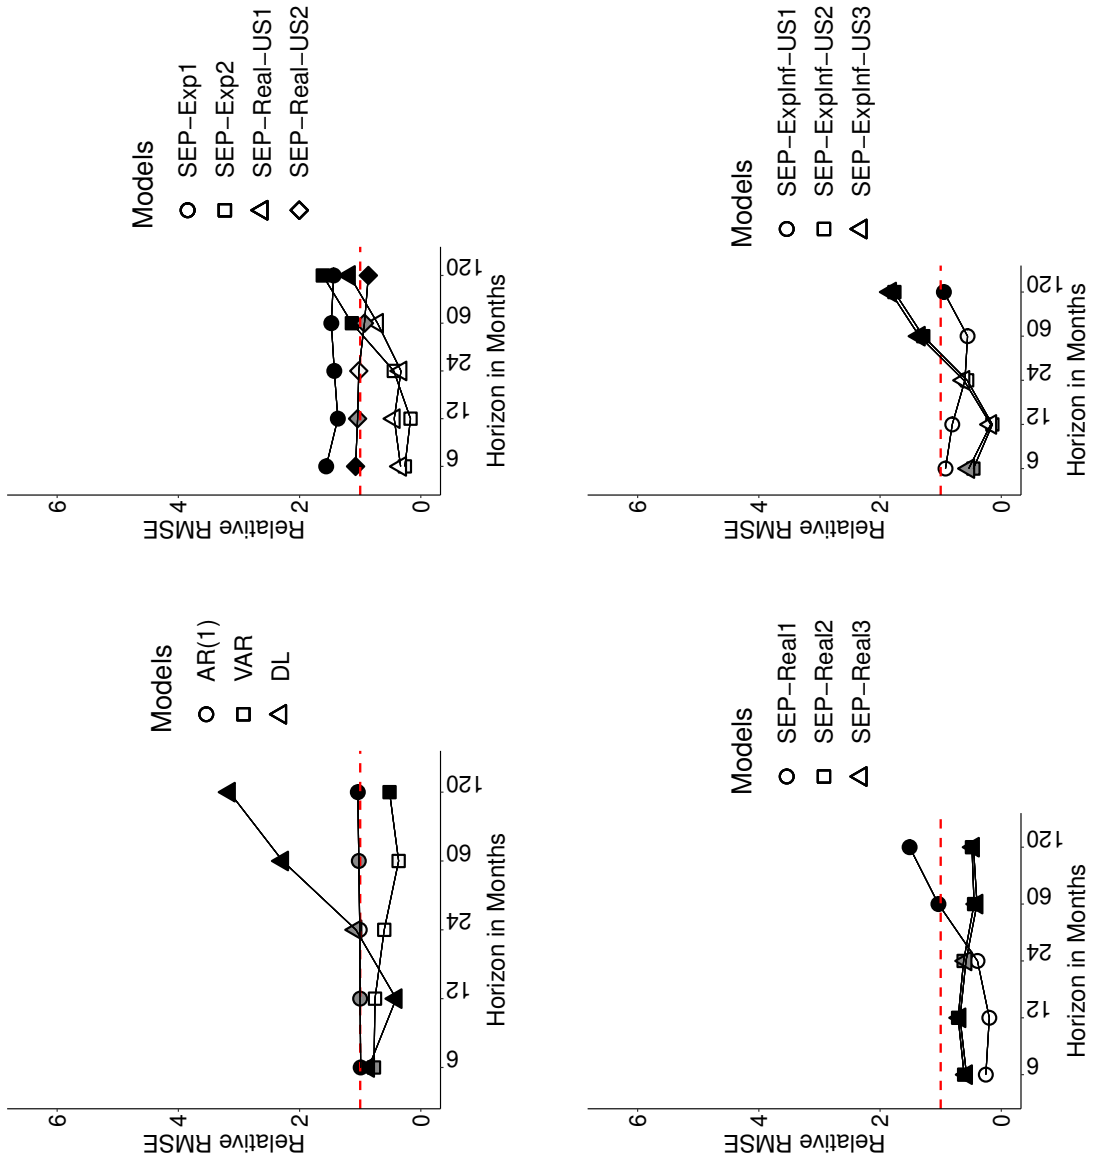 Relative RMSE
6
4
2
0
6
12
24
60
120
Horizon in Months
Models
AR(1)
VAR
DL
Relative RMSE
6
4
2
0
6
12
24
60
120
Horizon in Months
Models
SEP−Exp1
SEP−Exp2
SEP−Real−US1
SEP−Real−US2
Relative RMSE
6
4
2
0
6
12
24
60
120
Horizon in Months
Models
SEP−Real1
SEP−Real2
SEP−Real3
Relative RMSE
6
4
2
0
6
12
24
60
120
Horizon in Months
Models
SEP−ExpInf−US1
SEP−ExpInf−US2
SEP−ExpInf−US3